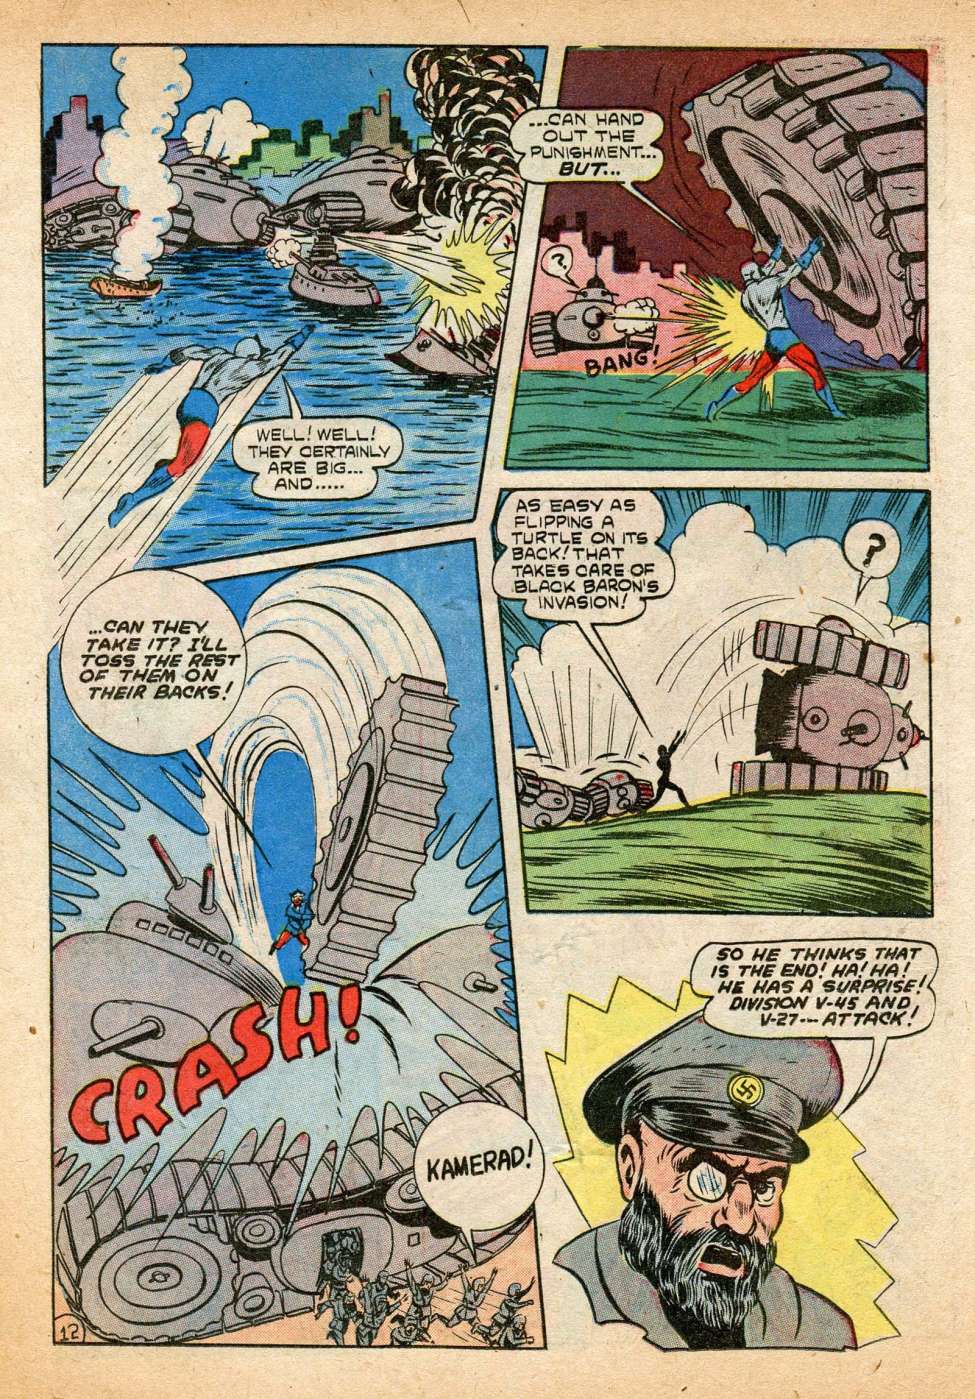 WELL! WELL!
THEY CERTAINLY
ARE BIG...
AND.....
...CAN HAND
OUT THE
PUNISHMENT...
BUT...
?
BANG!
...CAN THEY
TAKE IT? I'LL
TOSS THE REST
OF THEM ON
THEIR BACKS!
CRASH!
KAMERAD!
12
AS EASY AS
FLIPPING A
TURTLE ON ITS
BACK! THAT
TAKES CARE OF
BLACK BARON'S
INVASION!
?
SO HE THINKS THAT
IS THE END! HA! HA!
HE HAS A SURPRISE!
DIVISION V-45 AND
V-27-- ATTACK!